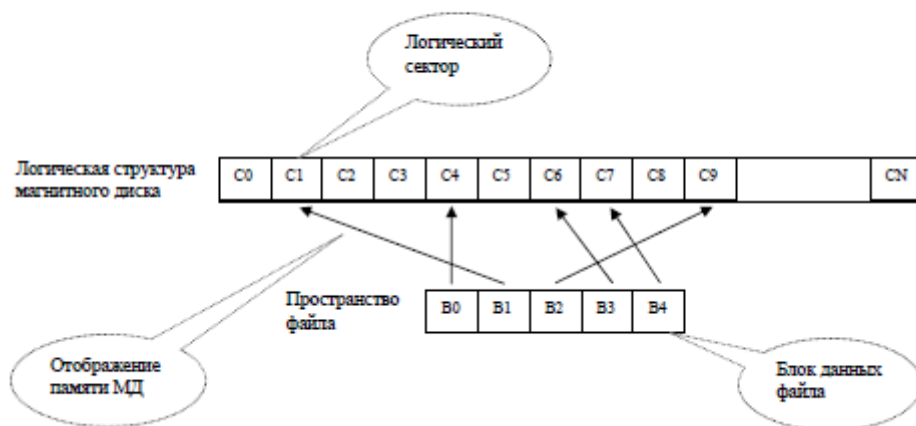 Логический
сектор
Логическая структура
магнитного диска
C0 C1 C2 C3 C4 C5 C6 C7 C8 C9 CN
Пространство
файла
B0 B1 B2 B3 B4
Отображение
памяти МД
Блок данных
файла